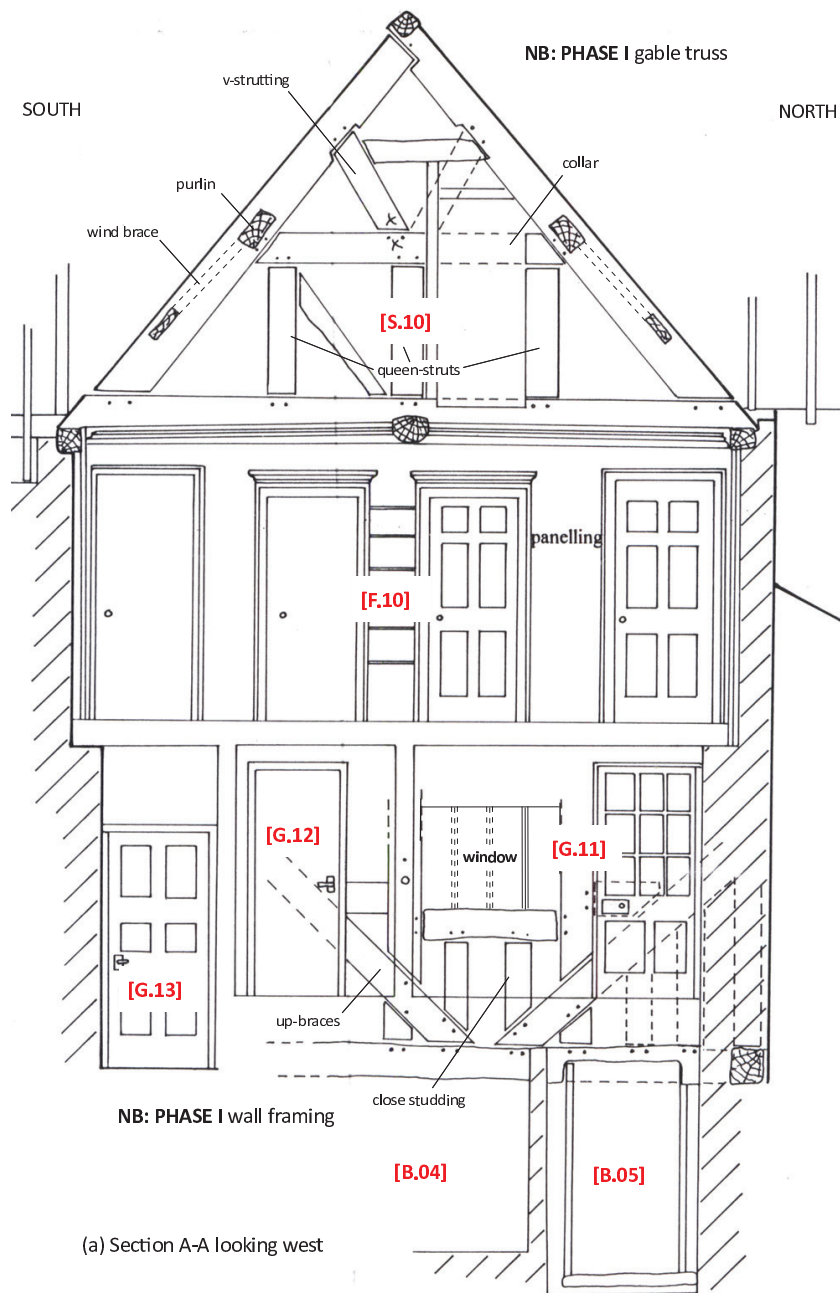 NB: PHASE I gable truss
v-strutting
SOUTH
NORTH
collar
purlin
wind brace
[S.10]
queen-struts
panelling
[F.10]
[G.12]
window
[G.11]
[G.13]
up-braces
close studding
NB: PHASE I wall framing
[B.04]
[B.05]
(a) Section A-A looking west